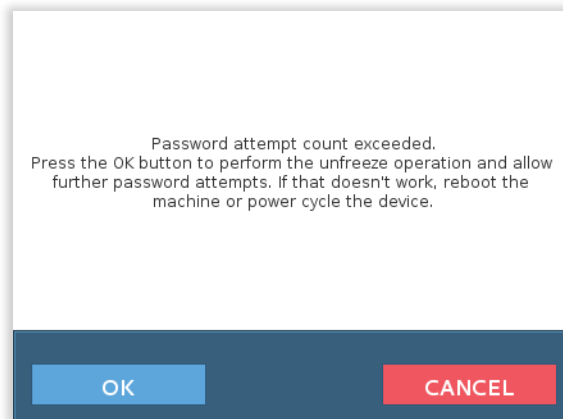 Password attempt count exceeded.
Press the OK button to perform the unfreeze operation and allow
further password attempts. If that doesn't work, reboot the
machine or power cycle the device.
OK
CANCEL